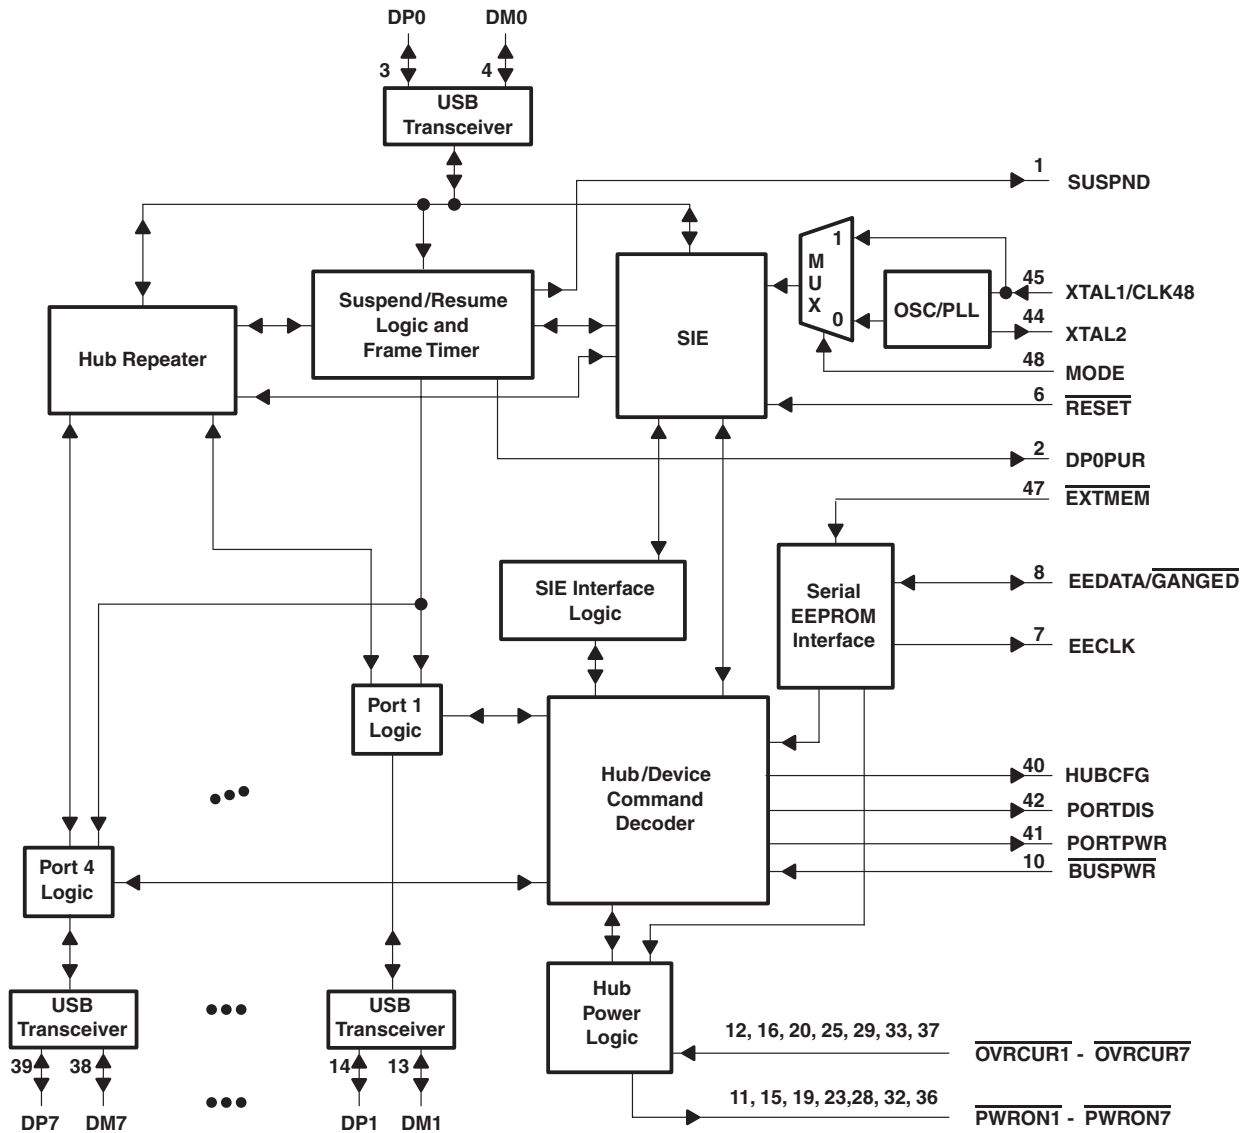 DP0 DM0
3 4
USB
Transceiver
1
SUSPND
1
M
U
X
0
OSC/PLL
45
XTAL1/CLK48
44
XTAL2
48
MODE
6
RESET
Suspend/Resume
Logic and
Frame Timer
SIE
Hub Repeater
2
DP0PUR
47
EXTMEM
SIE Interface
Logic
Serial
EEPROM
Interface
8
EEDATA/GANGED
7
EECLK
Port 1
Logic
Hub/Device
Command
Decoder
40
HUBCFG
42
PORTDIS
41
PORTPWR
10
BUSPWR
Port 4
Logic
USB
Transceiver
USB
Transceiver
Hub
Power
Logic
12, 16, 20, 25, 29, 33, 37
OVRCUR1 - OVRCUR7
39 38 14 13
11, 15, 19, 23,28, 32, 36
PWRON1 - PWRON7
DP7 DM7 DP1 DM1